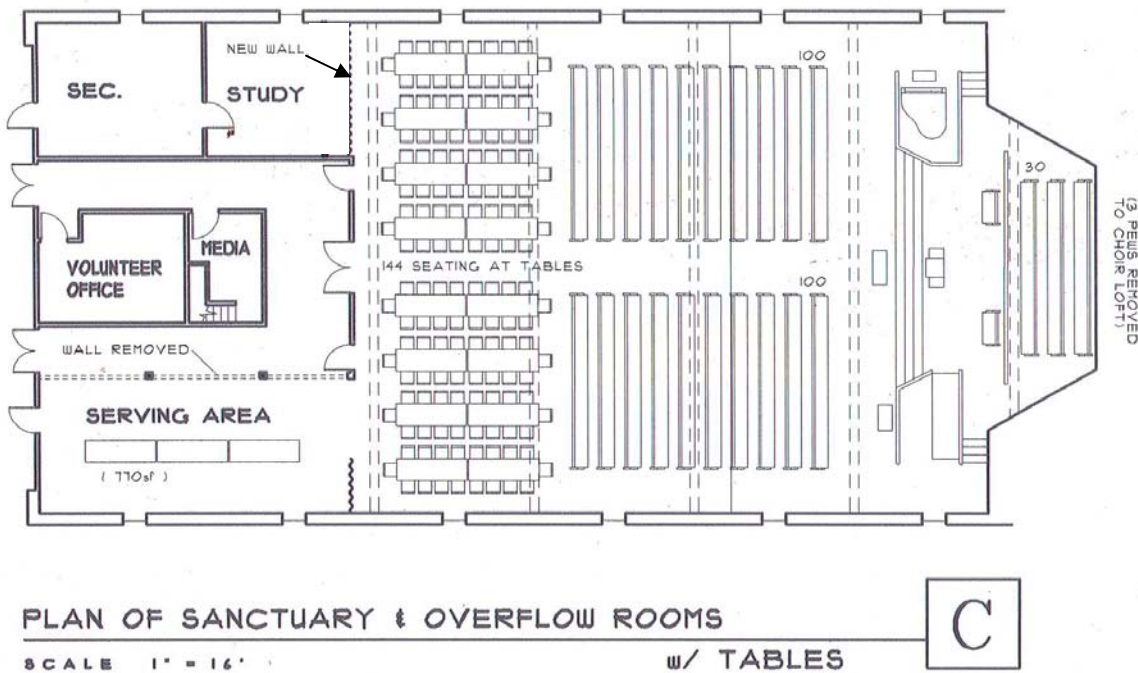 NEW WALL
100
SEC.
STUDY
30
(3 PEWS REMOVED
TO CHOIR LOFT)
MEDIA
VOLUNTEER
OFFICE
144 SEATING AT TABLES
100
WALL REMOVED
SERVING AREA
( 770sf )
PLAN OF SANCTUARY & OVERFLOW ROOMS
SCALE 1" = 16'
w/ TABLES
C